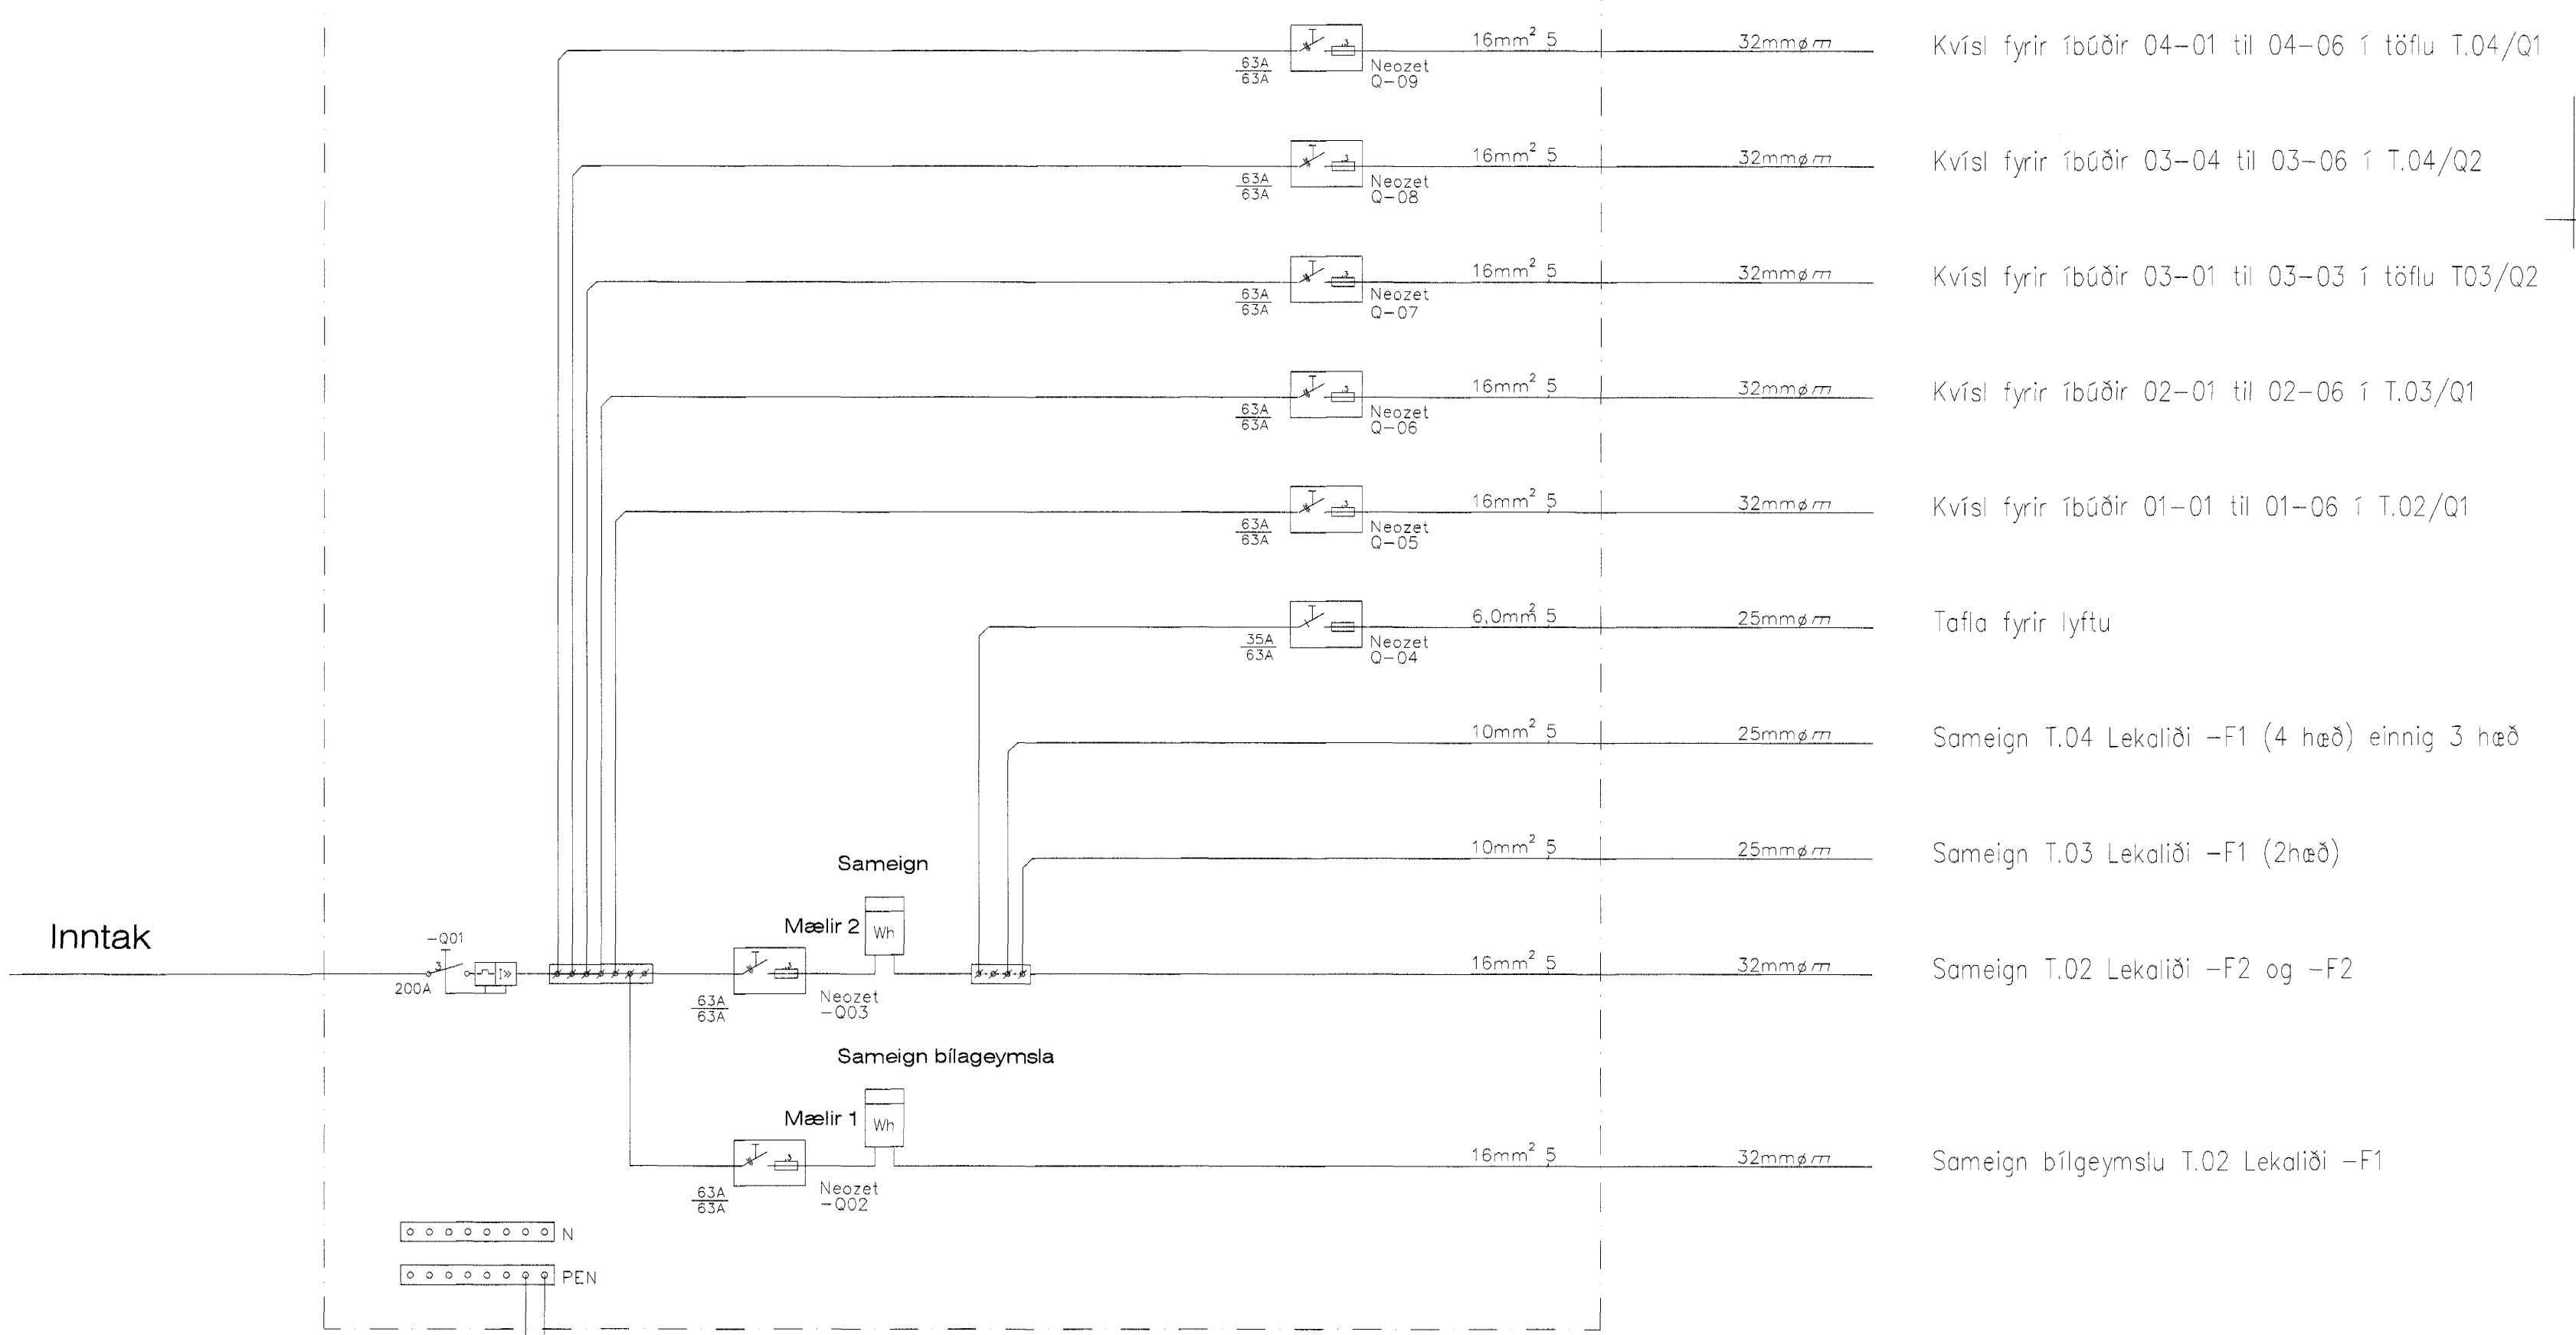 16mm² 5 32mmø Kvísl fyrir íbúðir 04-01 til 04-06 í töflu T.04/Q1
63A
63A
Neozet
Q-09
16mm² 5 32mmø Kvísl fyrir íbúðir 03-04 til 03-06 í T.04/Q2
63A
63A
Neozet
Q-08
16mm² 5 32mmø Kvísl fyrir íbúðir 03-01 til 03-03 í töflu T03/Q2
63A
63A
Neozet
Q-07
16mm² 5 32mmø Kvísl fyrir íbúðir 02-01 til 02-06 í T.03/Q1
63A
63A
Neozet
Q-06
16mm² 5 32mmø Kvísl fyrir íbúðir 01-01 til 01-06 í T.02/Q1
63A
63A
Neozet
Q-05
6,0mm² 5 25mmø Tafla fyrir lyftu
35A
63A
Neozet
Q-04
10mm² 5 25mmø Sameign T.04 Lekaliði -F1 (4 hæð) einnig 3 hæð
10mm² 5 25mmø Sameign T.03 Lekaliði -F1 (2hæð)
Sameign
Mælir 2
Wh
Inntak
-Q01
3
200A
16mm² 5 32mmø Sameign T.02 Lekaliði -F2 og -F2
63A
63A
Neozet
-Q03
Sameign bílageymsla
Mælir 1
Wh
16mm² 5 32mmø Sameign bílgeymslu T.02 Lekaliði -F1
63A
63A
Neozet
-Q02
N
PEN